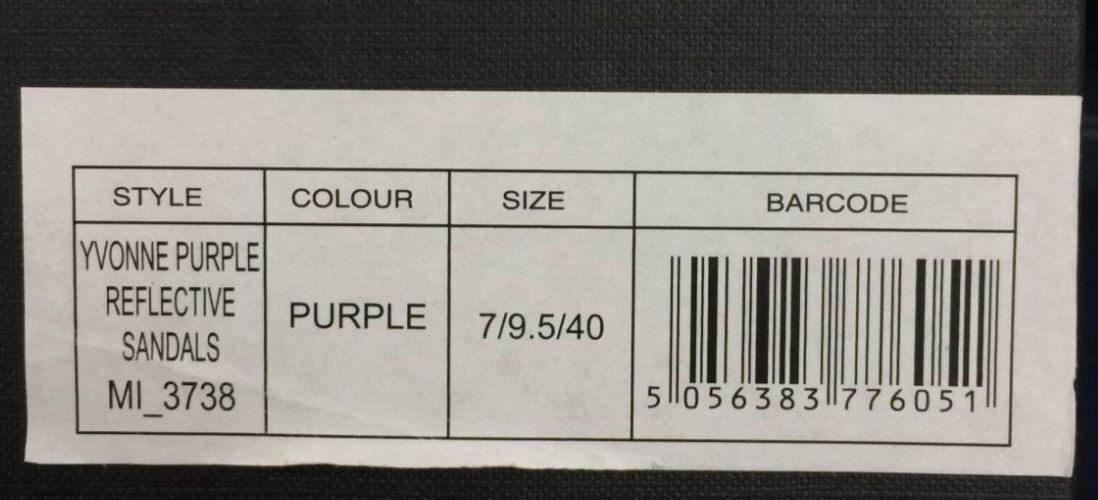 STYLE COLOUR SIZE BARCODE
YVONNE PURPLE
REFLECTIVE
SANDALS
MI_3738
PURPLE
7/9.5/40
5 056383 776051